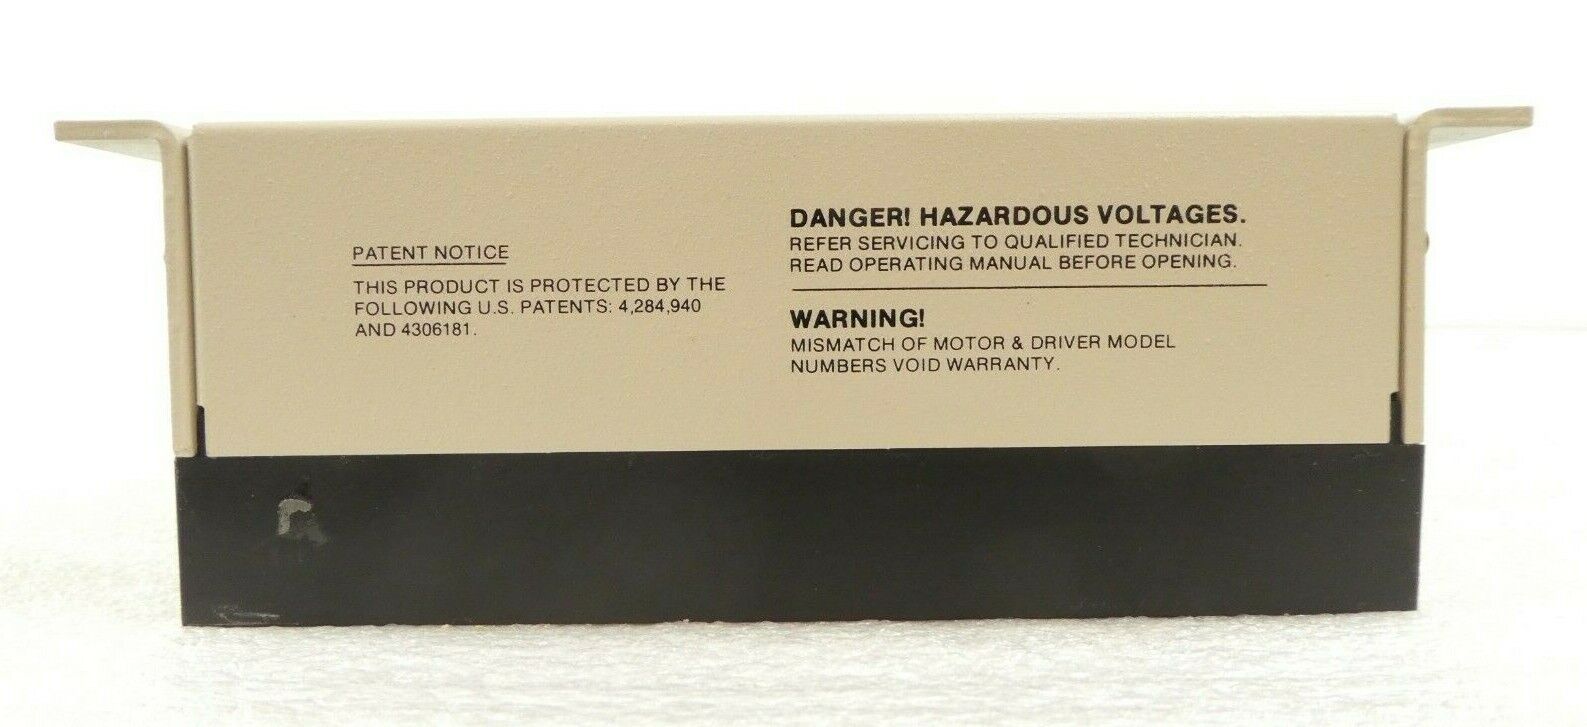 PATENT NOTICE
THIS PRODUCT IS PROTECTED BY THE
FOLLOWING U.S. PATENTS: 4,284,940
AND 4306181.
DANGER! HAZARDOUS VOLTAGES.
REFER SERVICING TO QUALIFIED TECHNICIAN.
READ OPERATING MANUAL BEFORE OPENING.
WARNING!
MISMATCH OF MOTOR & DRIVER MODEL
NUMBERS VOID WARRANTY.